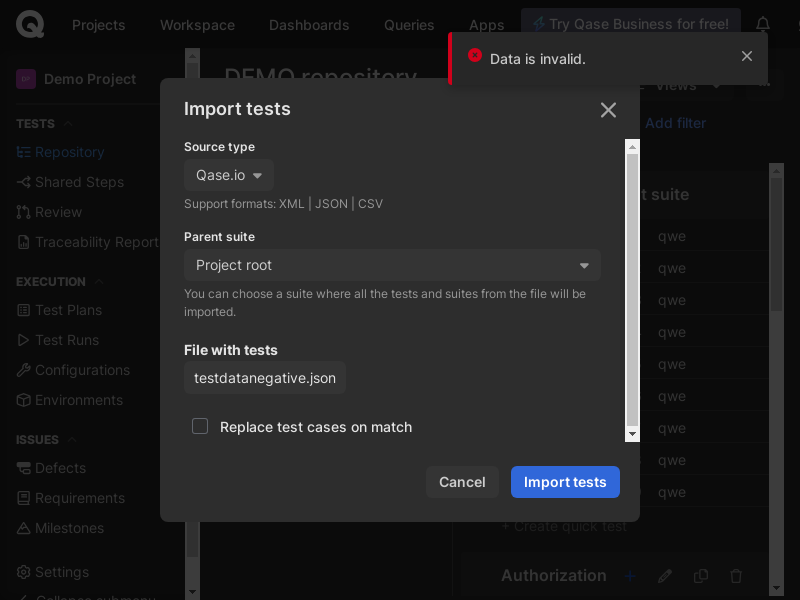 Projects
Workspace
Dashboards
Queries
Apps
Try Qase Business for free!
Data is invalid.
DP Demo Project
DEMO repository
Views
Add filter
TESTS
Repository
Shared Steps
Review
Traceability Report
EXECUTION
Test Plans
Test Runs
Configurations
Environments
ISSUES
Defects
Requirements
Milestones
Settings
Collapse submenu
Import tests
Source type
Qase.io
Support formats: XML | JSON | CSV
Parent suite
Project root
You can choose a suite where all the tests and suites from the file will be
imported.
File with tests
testdatanegative.json
Replace test cases on match
Cancel
Import tests
t suite
qwe
qwe
qwe
qwe
qwe
qwe
qwe
qwe
qwe
+ Create quick test
Authorization